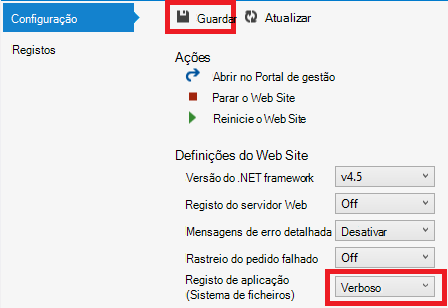 Configuração
Guardar
Atualizar
Registos
Ações
Abrir no Portal de gestão
Parar o Web Site
Reinicie o Web Site
Definições do Web Site
Versão do .NET framework
v4.5
Registo do servidor Web
Off
Mensagens de erro detalhada
Desativar
Rastreio do pedido falhado
Off
Registo de aplicação
(Sistema de ficheiros)
Verboso